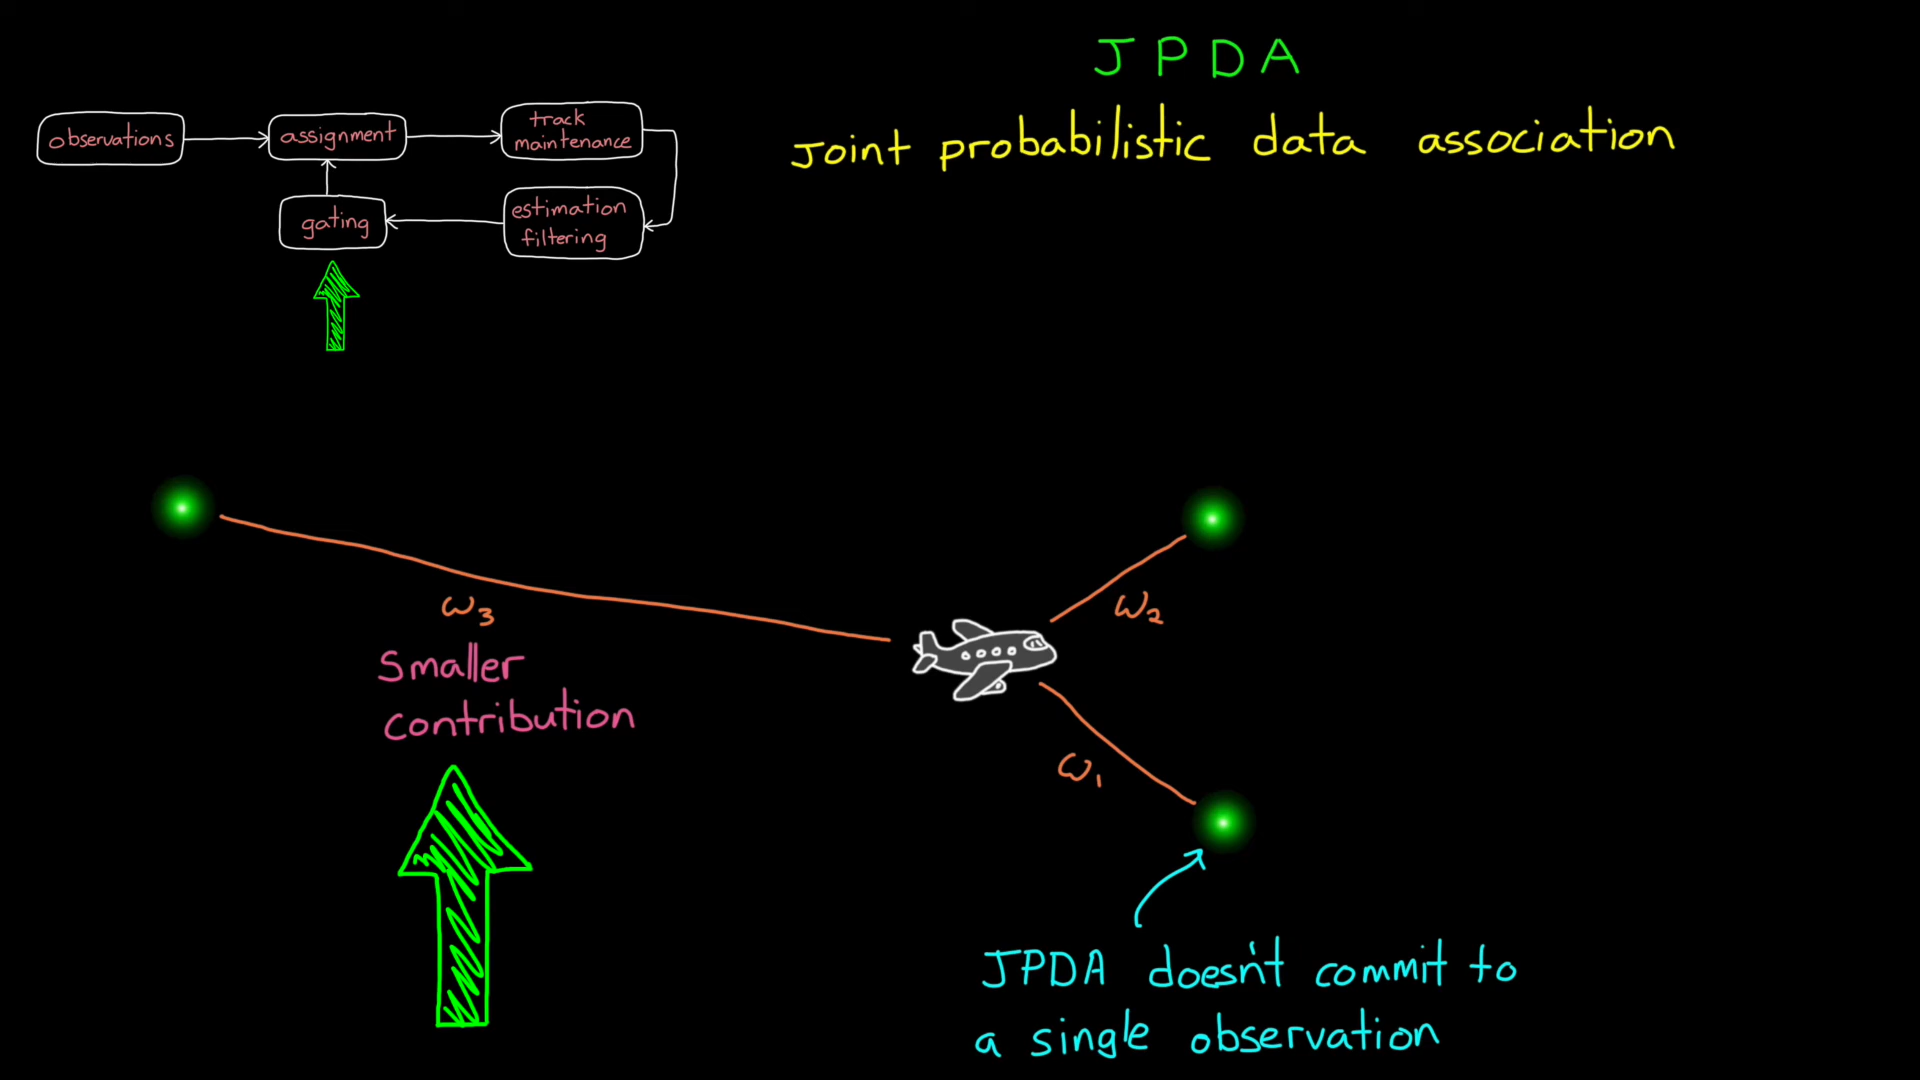 JPDA
Joint probabilistic data association
observations
assignment
track
maintenance
gating
estimation
filtering
ω3
Smaller
contribution
ω2
ω1
JPDA doesn't commit to
a single observation